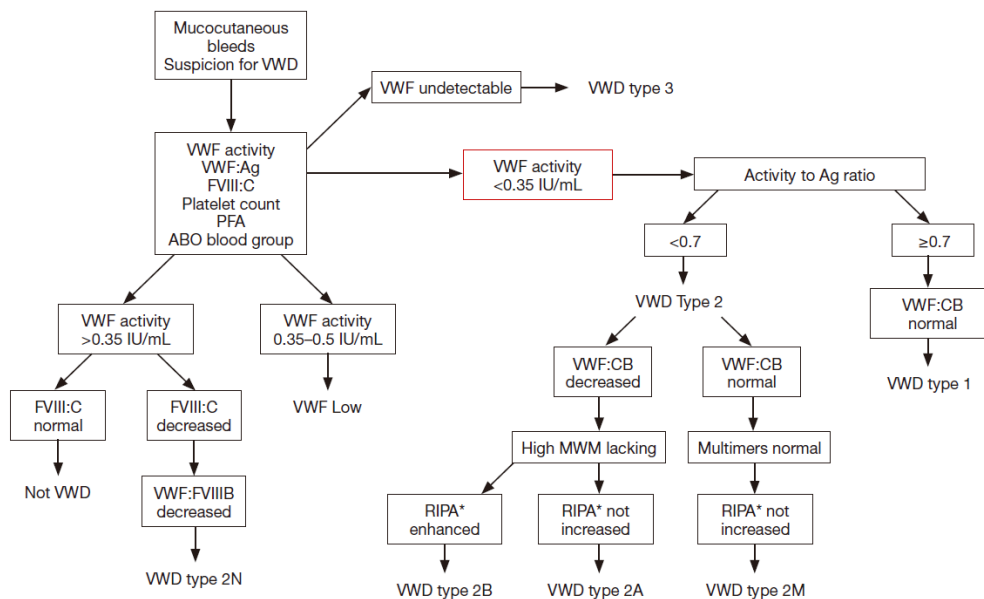 Mucocutaneous
bleeds
Suspicion for VWD
VWF undetectable
VWD type 3
VWF activity
VWF:Ag
FVIII:C
Platelet count
PFA
ABO blood group
VWF activity
<0.35 IU/mL
Activity to Ag ratio
<0.7
≥0.7
VWD Type 2
VWF:CB
normal
VWD type 1
VWF activity
>0.35 IU/mL
VWF activity
0.35–0.5 IU/mL
VWF Low
FVIII:C
normal
Not VWD
FVIII:C
decreased
VWF:FVIIIB
decreased
VWD type 2N
VWF:CB
decreased
VWF:CB
normal
High MWM lacking
Multimers normal
RIPA* 
enhanced
RIPA* not
increased
RIPA* not
increased
VWD type 2B
VWD type 2A
VWD type 2M